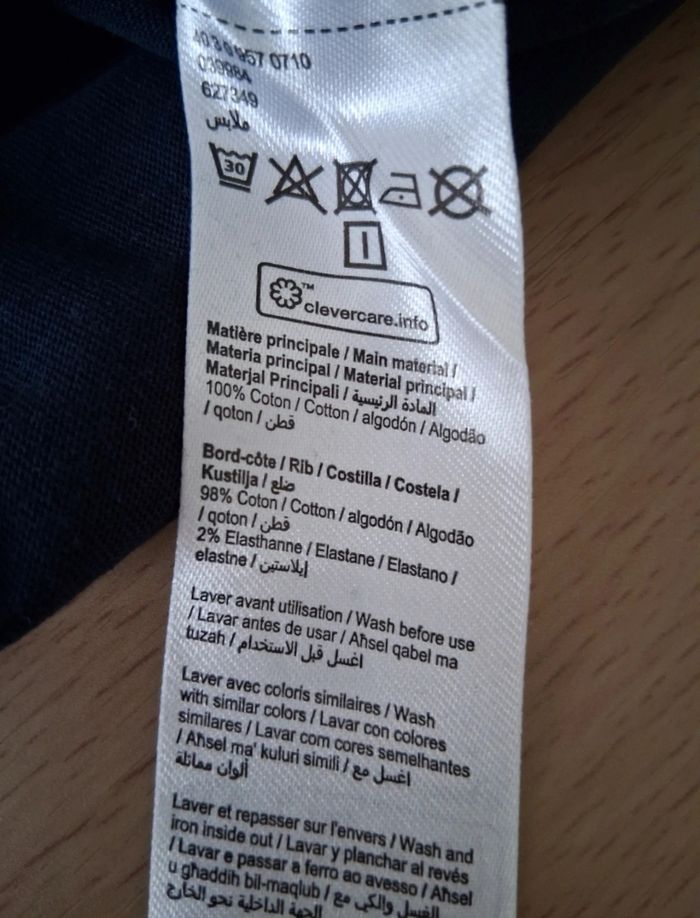 957 0710
039984
627349
ملابس
30
clevercare.info
Matière principale / Main material /
Materia principal / Material principal /
Materjal Principali / المادة الرئيسية
100% Coton / Cotton / algodón / Algodão
/ qoton / قطن
Bord-côte / Rib / Costilla / Costela /
Kustilja / ضلع
98% Coton / Cotton / algodón / Algodão
/ qoton / قطن
2% Elasthanne / Elastane / Elastano /
elastne / إيلاستين
Laver avant utilisation / Wash before use
/ Lavar antes de usar / Aħsel qabel ma
tuzah / اغسل قبل الاستخدام
Laver avec coloris similaires / Wash
with similar colors / Lavar con colores
similares / Lavar com cores semelhantes
/ Aħsel ma' kuluri simili / اغسل مع
ألوان مماثلة
Laver et repasser sur l'envers / Wash and
iron inside out / Lavar y planchar al revés
/ Lavar e passar a ferro ao avesso / Aħsel
u għaddih bil-maqlub / الغسيل والكي مع
الجهة الداخلية نحو الخارج